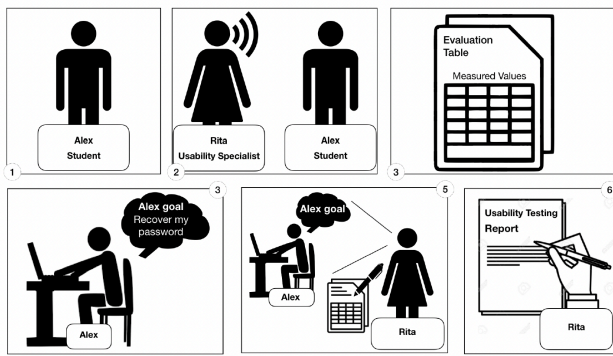 Alex
Student
1
Rita
Usability Specialist
Alex
Student
2
Evaluation
Table
Measured Values
3
Alex goal
Recover my
password
Alex
3
Alex goal
Alex
Rita
5
Usability Testing
Report
Rita
6